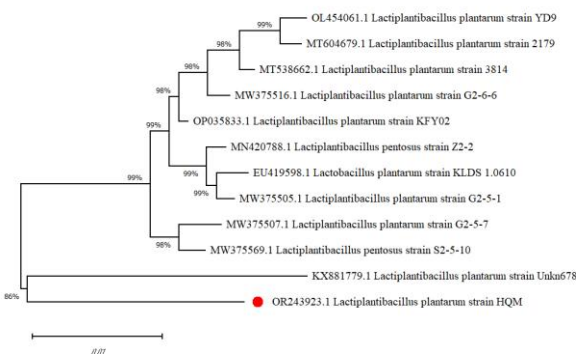 99%
OL454061.1 Lactiplantibacillus plantarum strain YD9
98%
MT604679.1 Lactiplantibacillus plantarum strain 2179
98%
MT538662.1 Lactiplantibacillus plantarum strain 3814
98%
MW375516.1 Lactiplantibacillus plantarum strain G2-6-6
99%
OP035833.1 Lactiplantibacillus plantarum strain KFY02
MN420788.1 Lactiplantibacillus pentosus strain Z2-2
99%
EU419598.1 Lactobacillus plantarum strain KLDS 1.0610
99%
99%
MW375505.1 Lactiplantibacillus plantarum strain G2-5-1
MW375507.1 Lactiplantibacillus plantarum strain G2-5-7
98%
MW375569.1 Lactiplantibacillus pentosus strain S2-5-10
KX881779.1 Lactiplantibacillus plantarum strain Unkn678
86%
OR243923.1 Lactiplantibacillus plantarum strain HQM